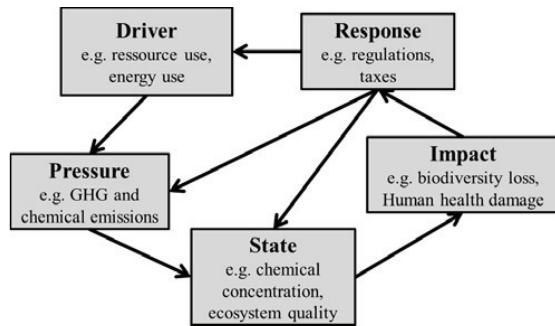 Driver
e.g. ressource use,
energy use
Response
e.g. regulations,
taxes
Pressure
e.g. GHG and
chemical emissions
Impact
e.g. biodiversity loss,
Human health damage
State
e.g. chemical
concentration,
ecosystem quality